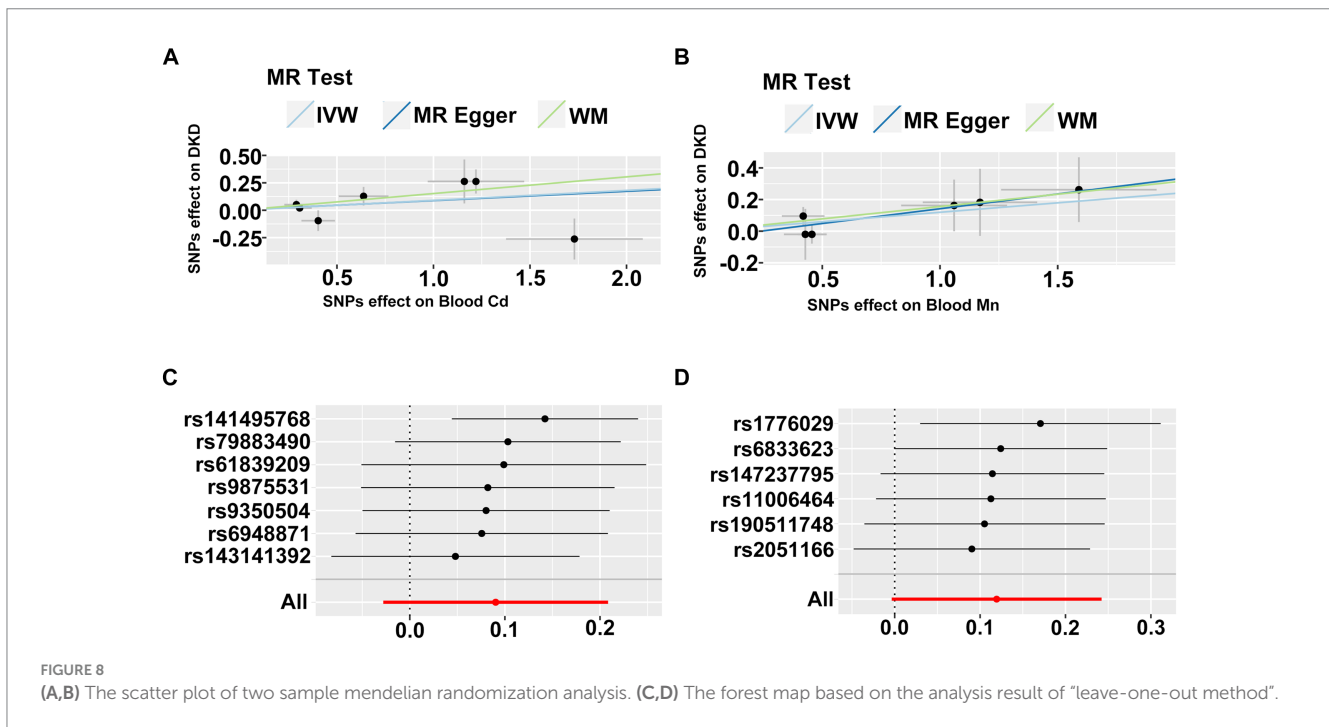 A
MR Test
IVW MR Egger WM
SNPs effect on DKD
0.50
0.25
0.00
-0.25
0.5 1.0 1.5 2.0
SNPs effect on Blood Cd
B
MR Test
IVW MR Egger WM
SNPs effect on DKD
0.4
0.2
0.0
-0.2
0.5 1.0 1.5
SNPs effect on Blood Mn
C
rs141495768
rs79883490
rs61839209
rs9875531
rs9350504
rs6948871
rs143141392
All
0.0 0.1 0.2
D
rs1776029
rs6833623
rs147237795
rs11006464
rs190511748
rs2051166
All
0.0 0.1 0.2 0.3
FIGURE 8
(A,B) The scatter plot of two sample mendelian randomization analysis. (C,D) The forest map based on the analysis result of “leave-one-out method”.